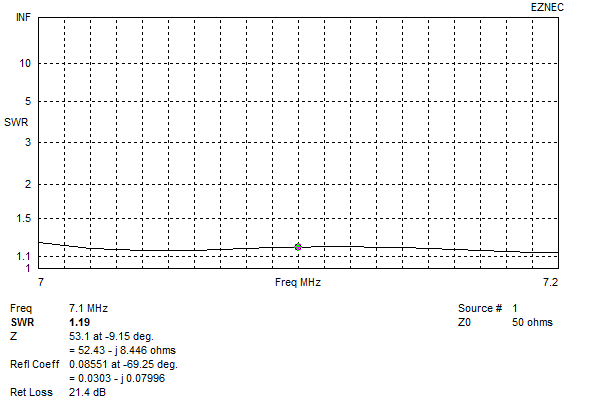 EZNEC
INF
10
5
SWR
3
2
1.5
1.1
1
7 Freq MHz 7.2
Freq 7.1 MHz Source # 1
SWR 1.19 Z0 50 ohms
Z 53.1 at -9.15 deg.
= 52.43 - j 8.446 ohms
Refl Coeff 0.08551 at -69.25 deg.
= 0.0303 - j 0.07996
Ret Loss 21.4 dB